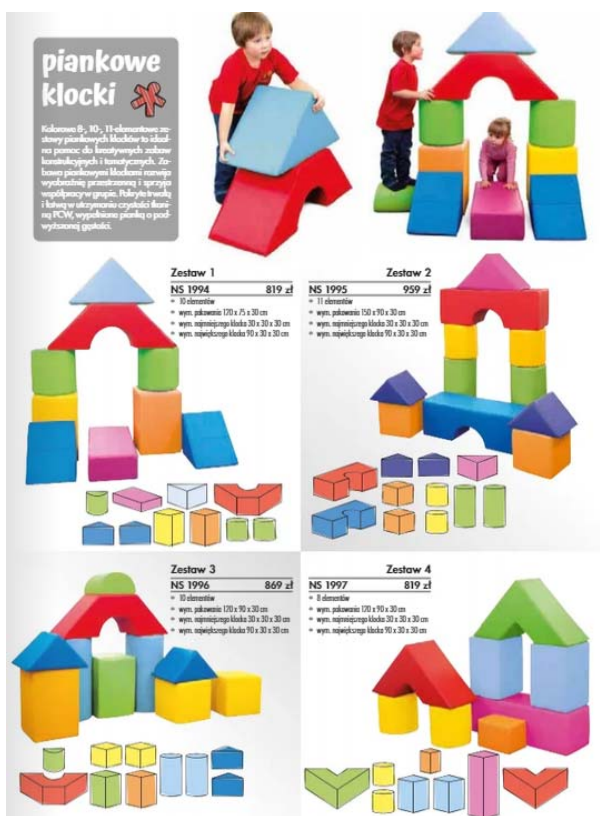 piankowe
klocki
Kolorowe 8-, 10-, 11-elementowe ze-
stawy piankowych klocków to ideal-
na pomoc do kreatywnych zabaw
konstrukcyjnych i tematycznych. Za-
bawa piankowymi klockami rozwija
wyobraźnię przestrzenną i sprzyja
współpracy w grupie. Pokryte trwałą
i łatwą w utrzymaniu czystości tkani-
ną PCW, wypełnione pianką o pod-
wyższonej gęstości.
Zestaw 1
NS 1994 819 zł
10 elementów
wym. pakowania 120 x 75 x 30 cm
wym. najmniejszego klocka 30 x 30 x 30 cm
wym. największego klocka 90 x 30 x 30 cm
Zestaw 2
NS 1995 959 zł
11 elementów
wym. pakowania 150 x 90 x 30 cm
wym. najmniejszego klocka 30 x 30 x 30 cm
wym. największego klocka 90 x 30 x 30 cm
Zestaw 3
NS 1996 869 zł
10 elementów
wym. pakowania 120 x 90 x 30 cm
wym. najmniejszego klocka 30 x 30 x 30 cm
wym. największego klocka 90 x 30 x 30 cm
Zestaw 4
NS 1997 819 zł
8 elementów
wym. pakowania 120 x 90 x 30 cm
wym. najmniejszego klocka 30 x 30 x 30 cm
wym. największego klocka 90 x 30 x 30 cm